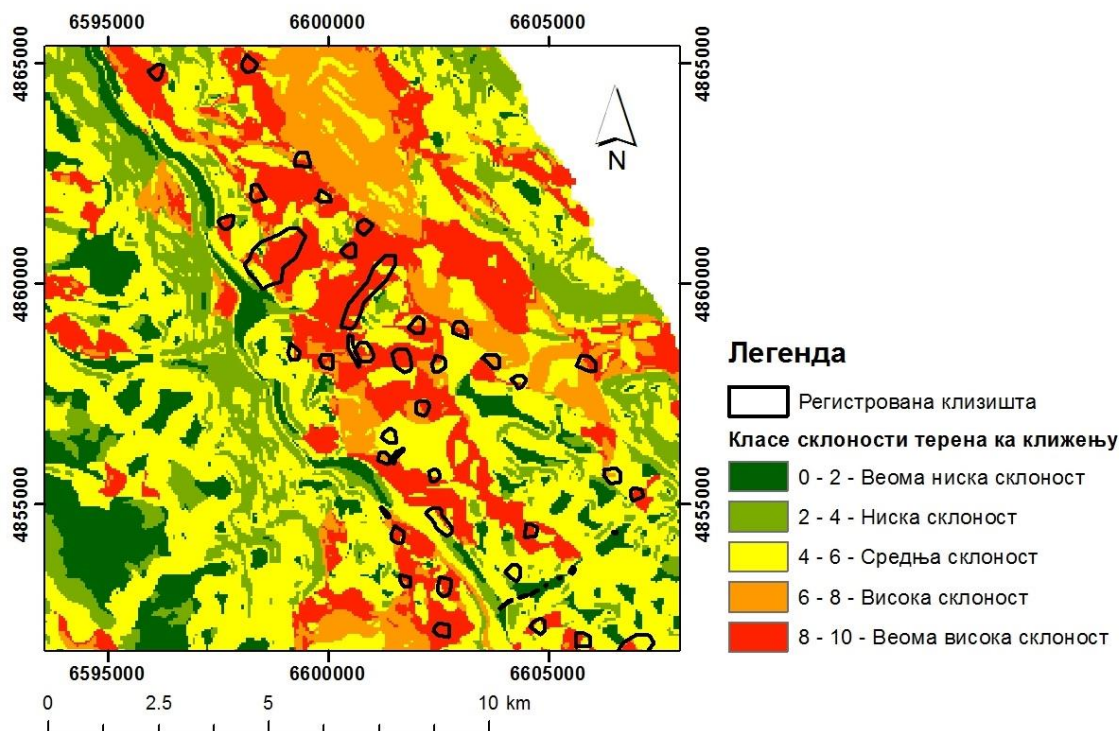 6595000 6600000 6605000
4865000 4865000
N
4860000 4860000
4855000 4855000
6595000 6600000 6605000
0 2.5 5 10 km
Легенда
Регистрована клизишта
Класе склоности терена ка клижењу
0 - 2 - Веома ниска склоност
2 - 4 - Ниска склоност
4 - 6 - Средња склоност
6 - 8 - Висока склоност
8 - 10 - Веома висока склоност